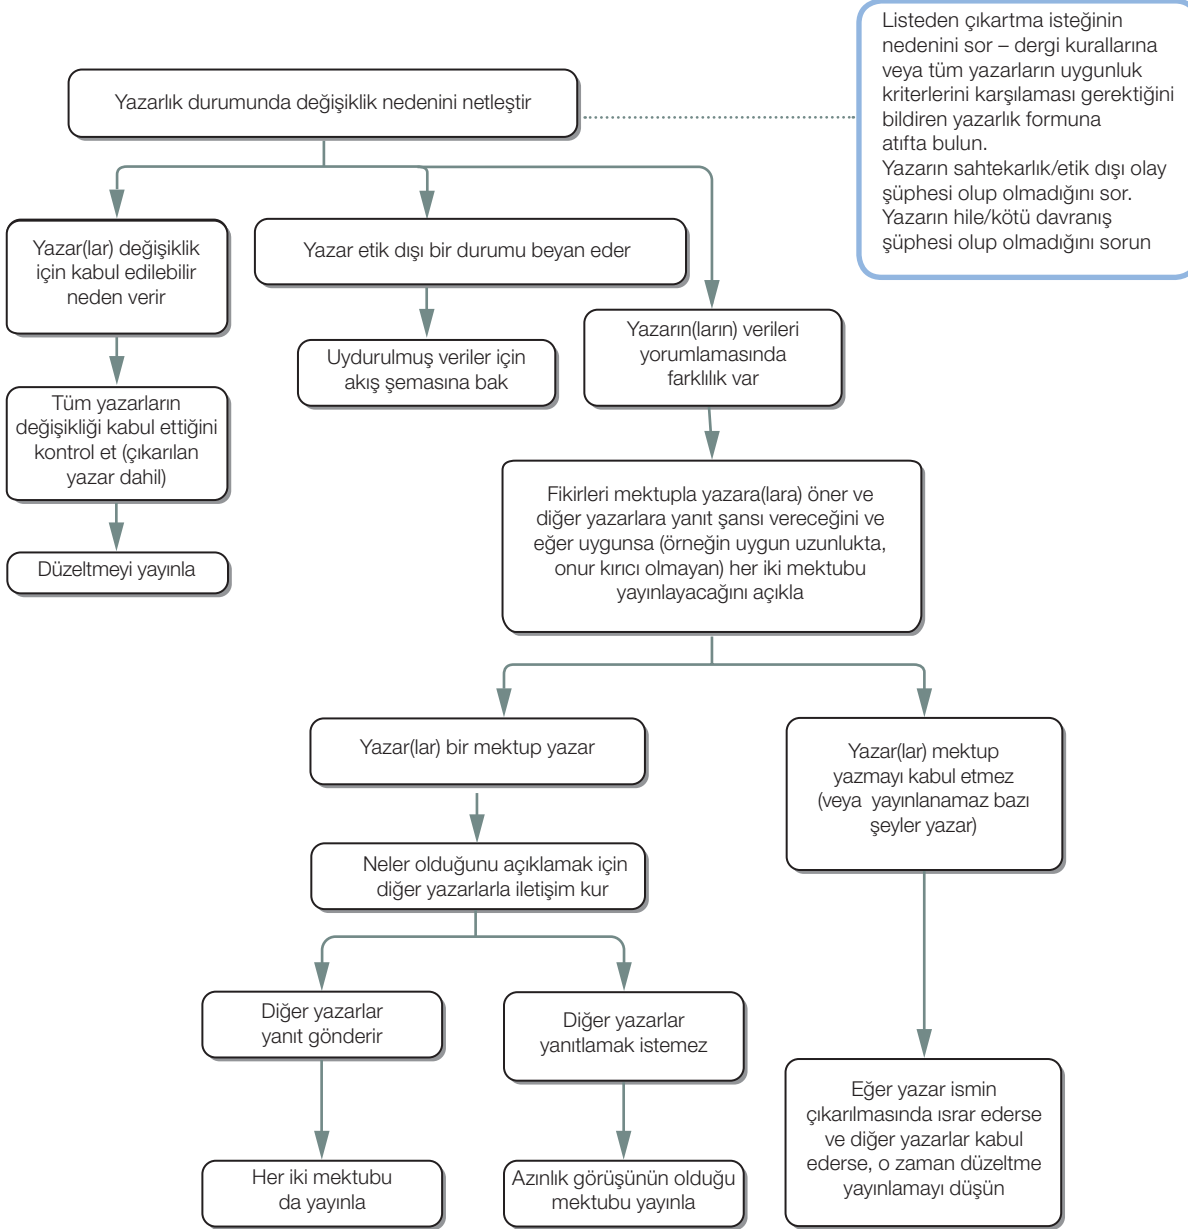 Listeden çıkartma isteğinin
nedenini sor – dergi kurallarına
veya tüm yazarların uygunluk
kriterlerini karşılaması gerektiğini
bildiren yazarlık formuna
atıfta bulun.
Yazarın sahtekarlık/etik dışı olay
şüphesi olup olmadığını sor.
Yazarın hile/kötü davranış
şüphesi olup olmadığını sorun
Yazarlık durumunda değişiklik nedenini netleştir
Yazar(lar) değişiklik
için kabul edilebilir
neden verir
Yazar etik dışı bir durumu beyan eder
Yazarın(ların) verileri
yorumlamasında
farklılık var
Uydurulmuş veriler için
akış şemasına bak
Tüm yazarların
değişikliği kabul ettiğini
kontrol et (çıkarılan
yazar dahil)
Düzeltmeyi yayınla
Fikirleri mektupla yazara(lara) öner ve
diğer yazarlara yanıt şansı vereceğini ve
eğer uygunsa (örneğin uygun uzunlukta,
onur kırıcı olmayan) her iki mektubu
yayınlayacağını açıkla
Yazar(lar) bir mektup yazar
Yazar(lar) mektup
yazmayı kabul etmez
(veya yayınlanamaz bazı
şeyler yazar)
Neler olduğunu açıklamak için
diğer yazarlarla iletişim kur
Diğer yazarlar
yanıt gönderir
Diğer yazarlar
yanıtlamak istemez
Her iki mektubu
da yayınla
Azınlık görüşünün olduğu
mektubu yayınla
Eğer yazar ismin
çıkarılmasında ısrar ederse
ve diğer yazarlar kabul
ederse, o zaman düzeltme
yayınlamayı düşün